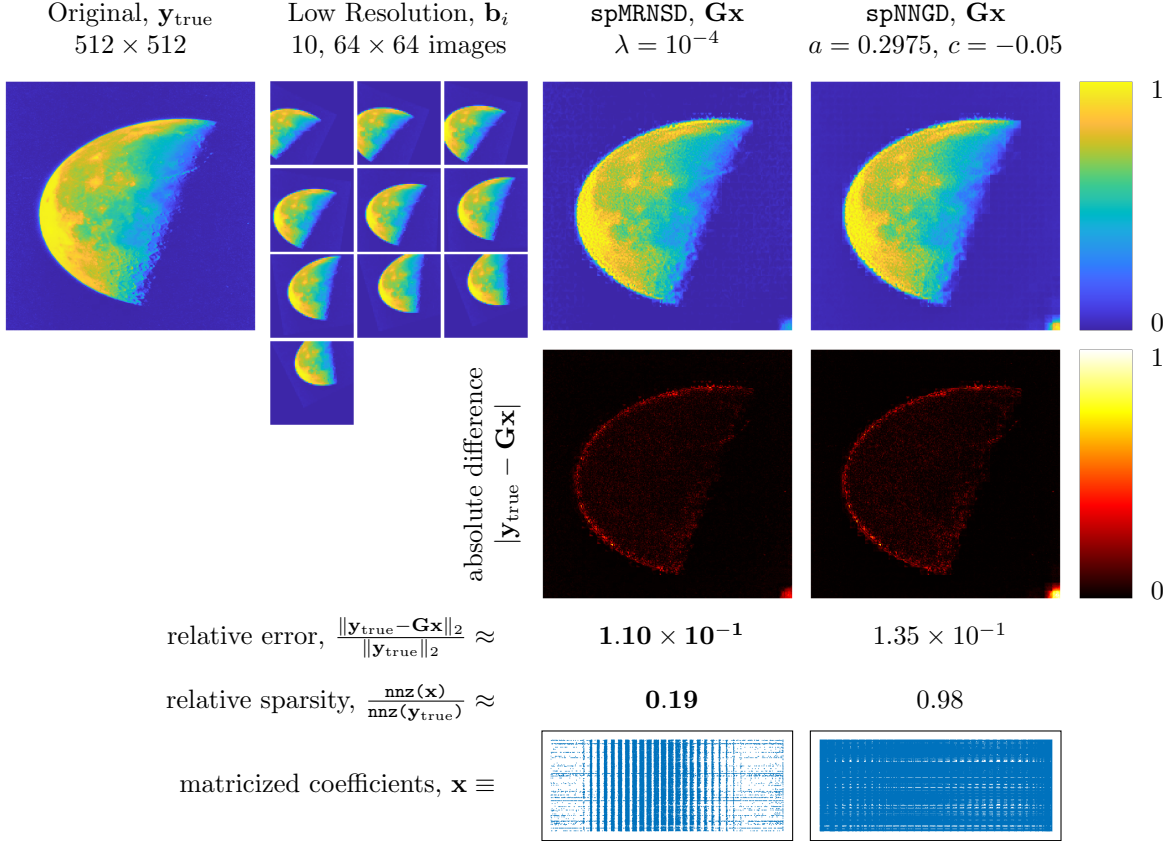 Original, y_true
512 × 512
Low Resolution, b_i
10, 64 × 64 images
spMRNSD, Gx
λ = 10^−4
spNNGD, Gx
a = 0.2975, c = −0.05
1
0
absolute difference
|y_true − Gx|
1
0
relative error, ‖y_true−Gx‖_2 / ‖y_true‖_2 ≈ 1.10 × 10^−1 1.35 × 10^−1
relative sparsity, nnz(x) / nnz(y_true) ≈ 0.19 0.98
matricized coefficients, x ≡